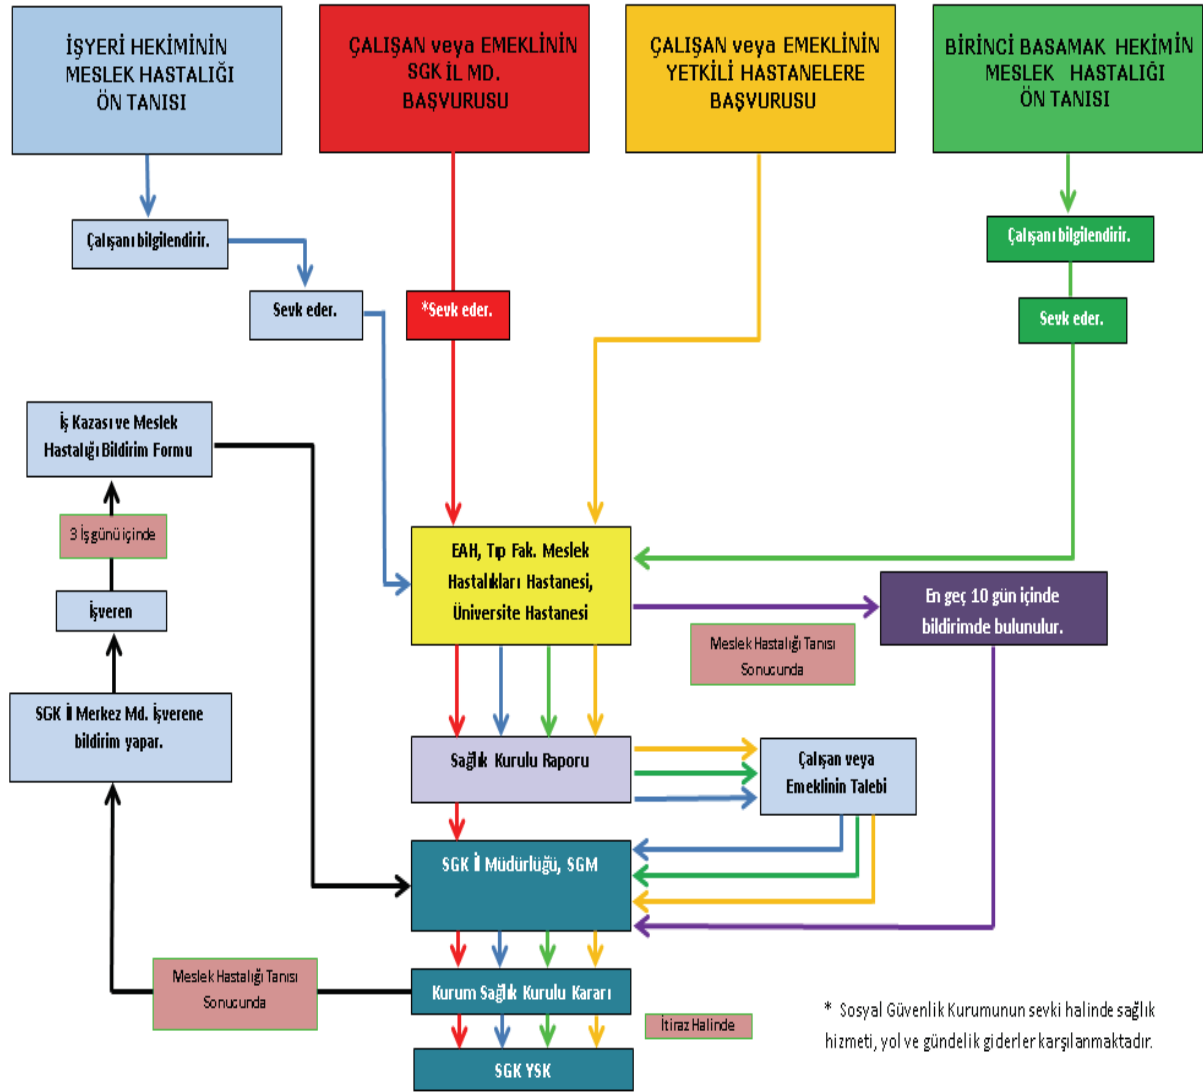 İŞYERİ HEKİMİNİN
MESLEK HASTALIĞI
ÖN TANISI
ÇALIŞAN veya EMEKLİNİN
SGK İL MD.
BAŞVURUSU
ÇALIŞAN veya EMEKLİNİN
YETKİLİ HASTANELERE
BAŞVURUSU
BİRİNCİ BASAMAK HEKİMİN
MESLEK HASTALIĞI
ÖN TANISI
Çalışanı bilgilendirir.
Çalışanı bilgilendirir.
Sevk eder.
*Sevk eder.
Sevk eder.
İş Kazası ve Meslek
Hastalığı Bildirim Formu
3 İş günü içinde
İşveren
SGK İl Merkez Md. İşverene
bildirim yapar.
EAH, Tıp Fak. Meslek
Hastalıkları Hastanesi,
Üniversite Hastanesi
En geç 10 gün içinde
bildirimde bulunulur.
Meslek Hastalığı Tanısı
Sonucunda
Sağlık Kurulu Raporu
Çalışan veya
Emeklinin Talebi
SGK İl Müdürlüğü, SGM
Meslek Hastalığı Tanısı
Sonucunda
Kurum Sağlık Kurulu Kararı
İtiraz Halinde
SGK YSK
* Sosyal Güvenlik Kurumunun sevki halinde sağlık
hizmeti, yol ve gündelik giderler karşılanmaktadır.